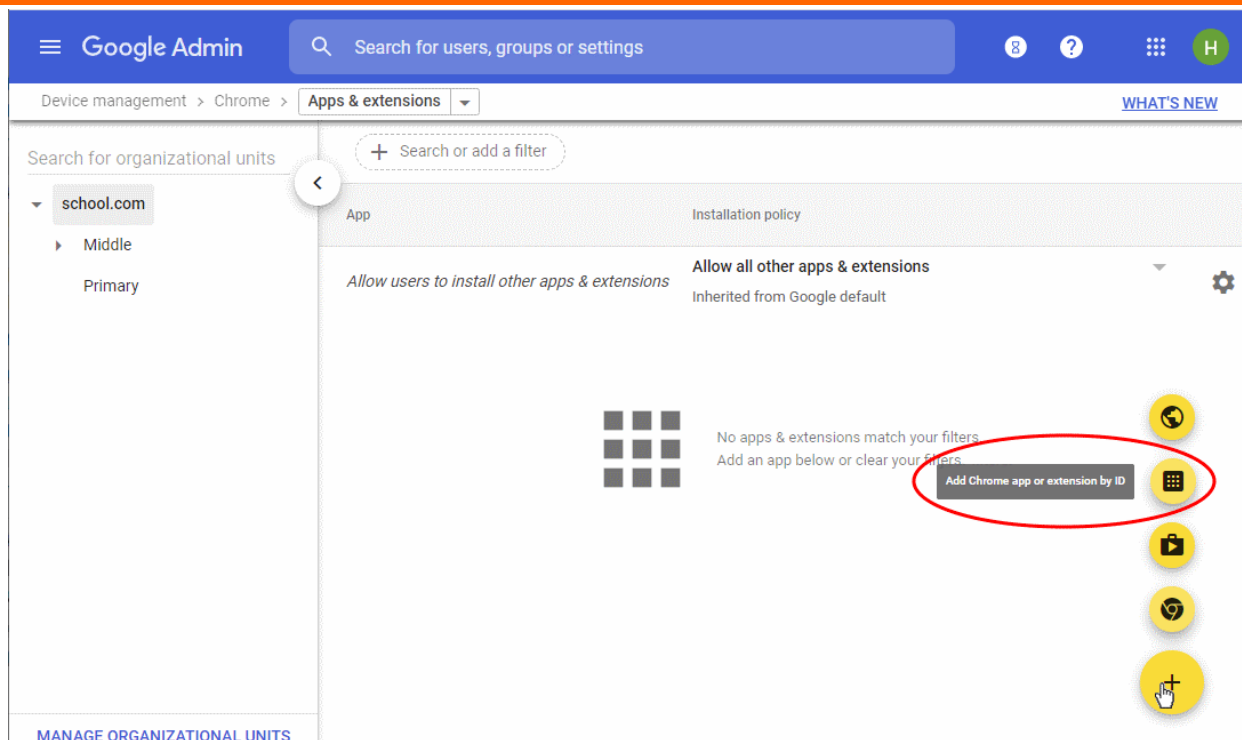 Google Admin
Search for users, groups or settings
8
?
H
Device management > Chrome > Apps & extensions
WHAT'S NEW
Search for organizational units
+ Search or add a filter
school.com
Middle
Primary
App
Installation policy
Allow users to install other apps & extensions
Allow all other apps & extensions
Inherited from Google default
No apps & extensions match your filters.
Add an app below or clear your filters.
Add Chrome app or extension by ID
MANAGE ORGANIZATIONAL UNITS